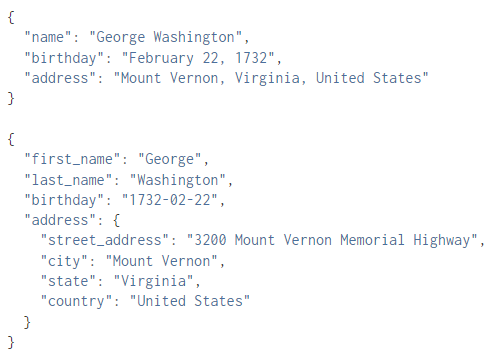 {
  "name": "George Washington",
  "birthday": "February 22, 1732",
  "address": "Mount Vernon, Virginia, United States"
}

{
  "first_name": "George",
  "last_name": "Washington",
  "birthday": "1732-02-22",
  "address": {
    "street_address": "3200 Mount Vernon Memorial Highway",
    "city": "Mount Vernon",
    "state": "Virginia",
    "country": "United States"
  }
}